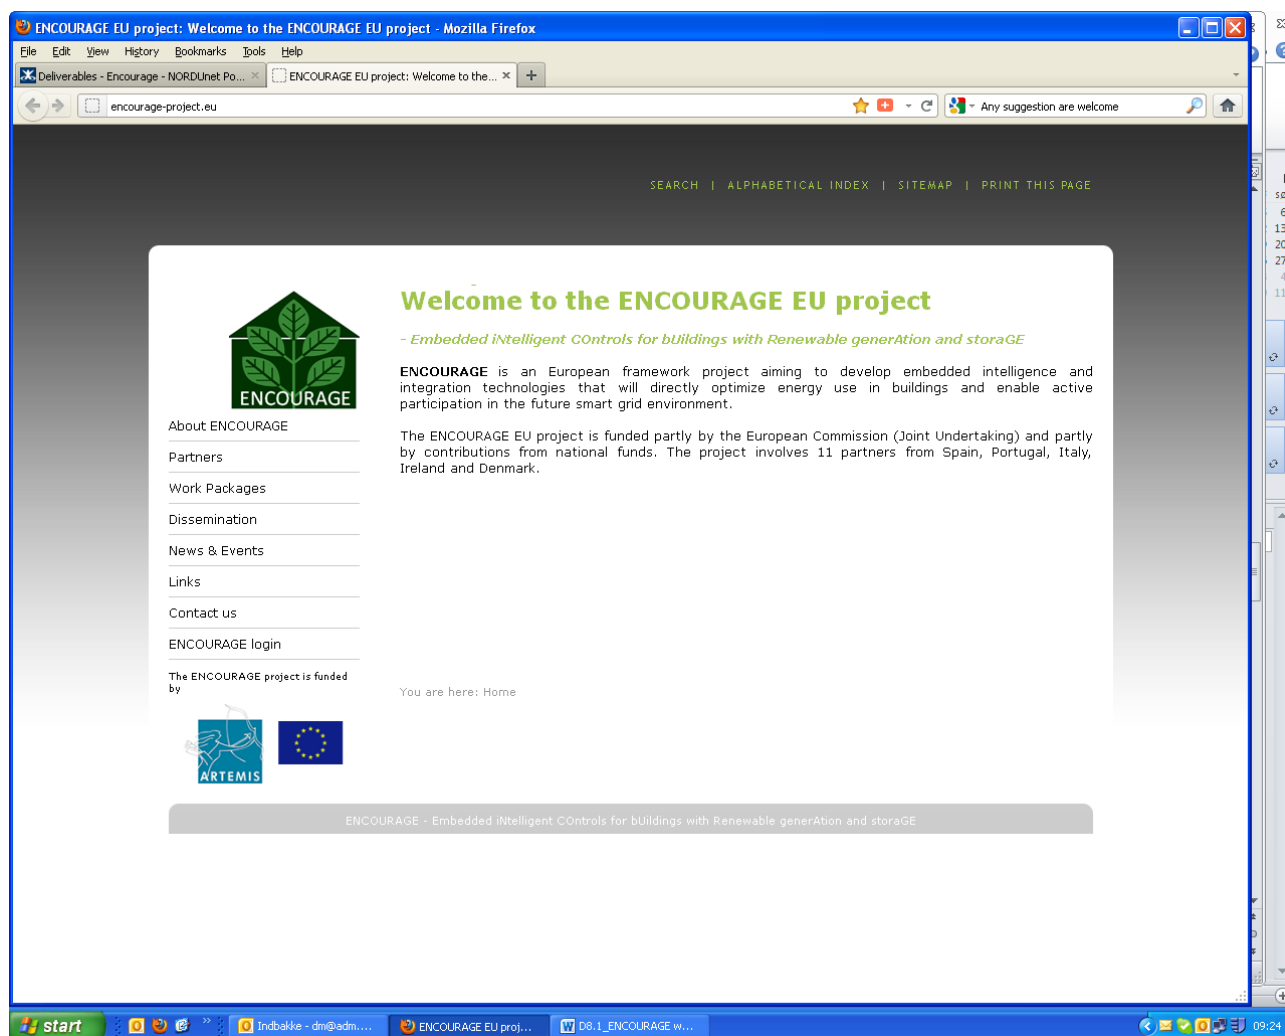 ENCOURAGE EU project: Welcome to the ENCOURAGE EU project - Mozilla Firefox
File Edit View History Bookmarks Tools Help
Deliverables - Encourage - NORDUnet Po... × ENCOURAGE EU project: Welcome to the... × +
encourage-project.eu Any suggestion are welcome
SEARCH | ALPHABETICAL INDEX | SITEMAP | PRINT THIS PAGE
ENCOURAGE
About ENCOURAGE
Partners
Work Packages
Dissemination
News & Events
Links
Contact us
ENCOURAGE login
The ENCOURAGE project is funded
by
ARTEMIS
Welcome to the ENCOURAGE EU project
- Embedded iNtelligent COntrols for bUildings with Renewable generAtion and storaGE
ENCOURAGE is an European framework project aiming to develop embedded intelligence and
integration technologies that will directly optimize energy use in buildings and enable active
participation in the future smart grid environment.
The ENCOURAGE EU project is funded partly by the European Commission (Joint Undertaking) and partly
by contributions from national funds. The project involves 11 partners from Spain, Portugal, Italy,
Ireland and Denmark.
You are here: Home
ENCOURAGE - Embedded iNtelligent COntrols for bUildings with Renewable generAtion and storaGE
sø
6
13
20
27
4
11
start Indbakke - dm@adm.... ENCOURAGE EU proj... D8.1_ENCOURAGE w... 09:24